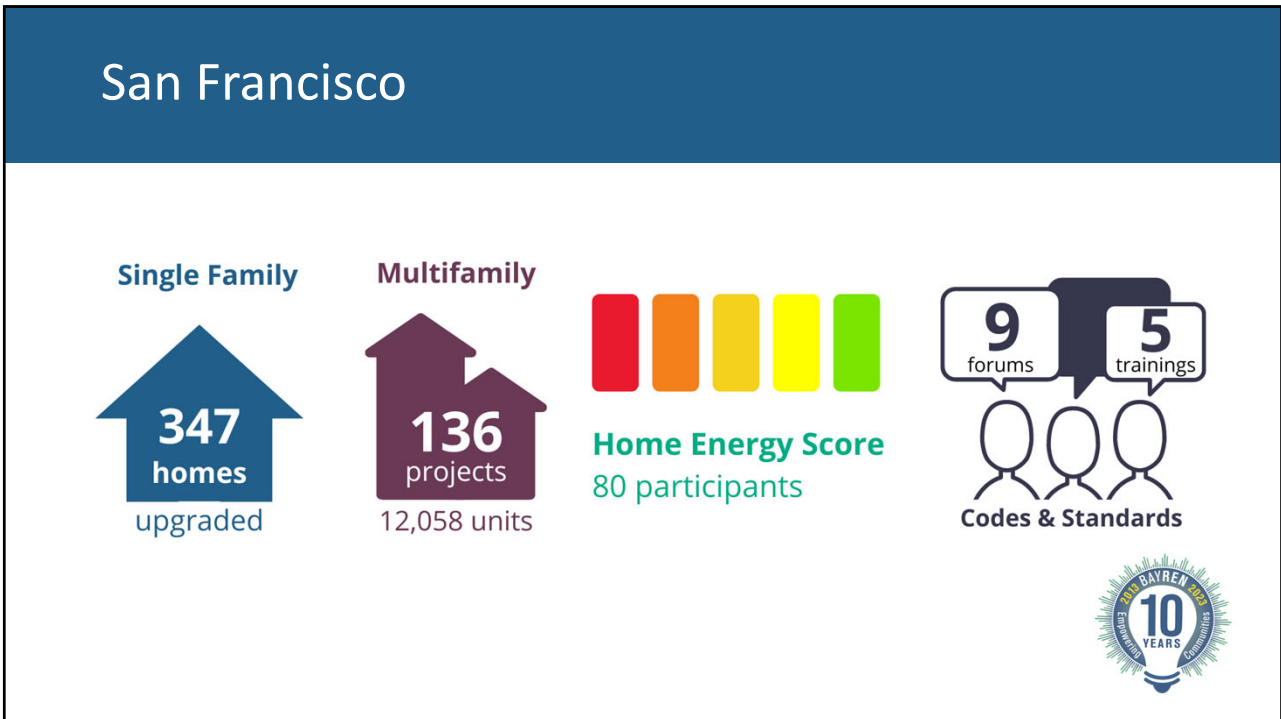 San Francisco
Single Family
347
homes
upgraded
Multifamily
136
projects
12,058 units
Home Energy Score
80 participants
9
forums
5
trainings
Codes & Standards
2013 BAYREN 2023
10
YEARS
Empowering
Communities